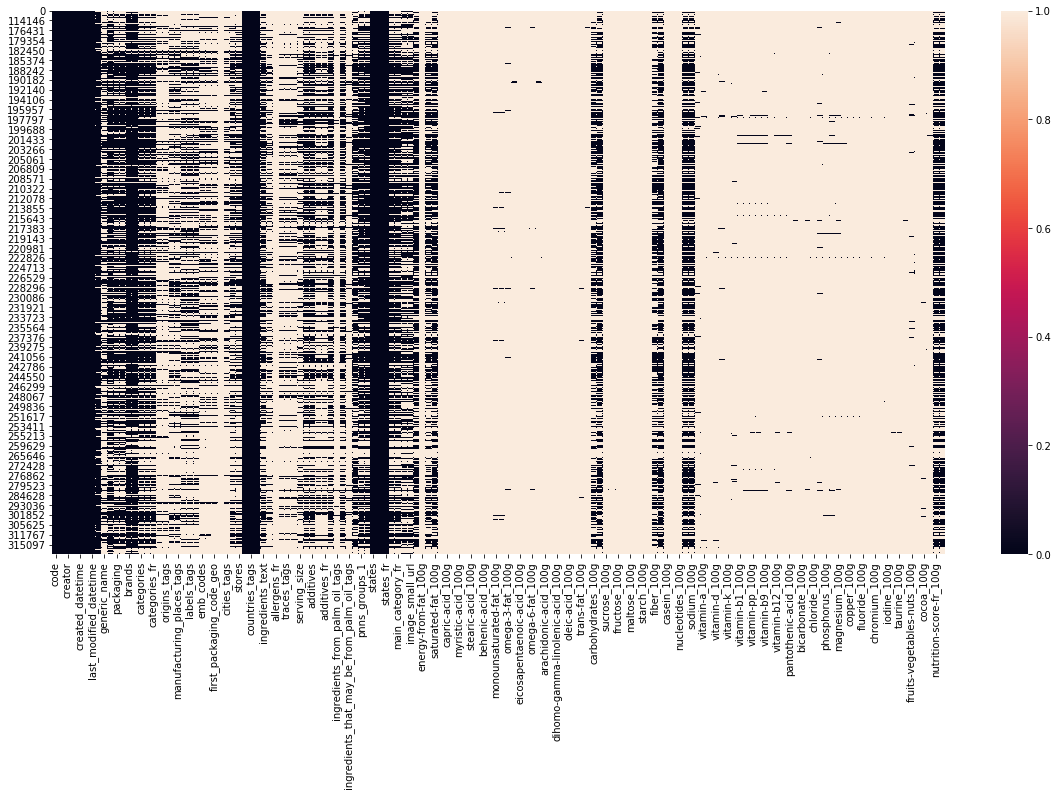 0
114146
176431
179354
182450
185374
188242
190182
192140
194106
195957
197797
199688
201433
203266
205061
206809
208571
210322
212078
213855
215643
217383
219143
220981
222826
224713
226529
228296
230086
231921
233723
235564
237376
239275
241056
242786
244550
246299
248067
249836
251617
253411
255213
259629
265646
272428
276862
279523
284628
293036
301852
305625
311767
315097
code
creator
created_datetime
last_modified_datetime
generic_name
packaging
brands
categories
categories_fr
origins_tags
manufacturing_places_tags
labels_tags
emb_codes
first_packaging_code_geo
cities_tags
stores
countries_tags
ingredients_text
allergens_fr
traces_tags
serving_size
additives
additives_fr
ingredients_from_palm_oil_tags
ingredients_that_may_be_from_palm_oil_tags
pnns_groups_1
states
states_fr
main_category_fr
image_small_url
energy-from-fat_100g
saturated-fat_100g
capric-acid_100g
myristic-acid_100g
stearic-acid_100g
behenic-acid_100g
monounsaturated-fat_100g
omega-3-fat_100g
eicosapentaenoic-acid_100g
omega-6-fat_100g
arachidonic-acid_100g
dihomo-gamma-linolenic-acid_100g
oleic-acid_100g
gondoic-acid_100g
trans-fat_100g
carbohydrates_100g
sucrose_100g
fructose_100g
maltose_100g
starch_100g
fiber_100g
casein_100g
nucleotides_100g
sodium_100g
vitamin-a_100g
vitamin-d_100g
vitamin-k_100g
vitamin-b1_100g
vitamin-pp_100g
vitamin-b9_100g
vitamin-b12_100g
pantothenic-acid_100g
bicarbonate_100g
chloride_100g
phosphorus_100g
magnesium_100g
copper_100g
fluoride_100g
chromium_100g
iodine_100g
taurine_100g
fruits-vegetables-nuts_100g
cocoa_100g
nutrition-score-fr_100g
1.0
0.8
0.6
0.4
0.2
0.0